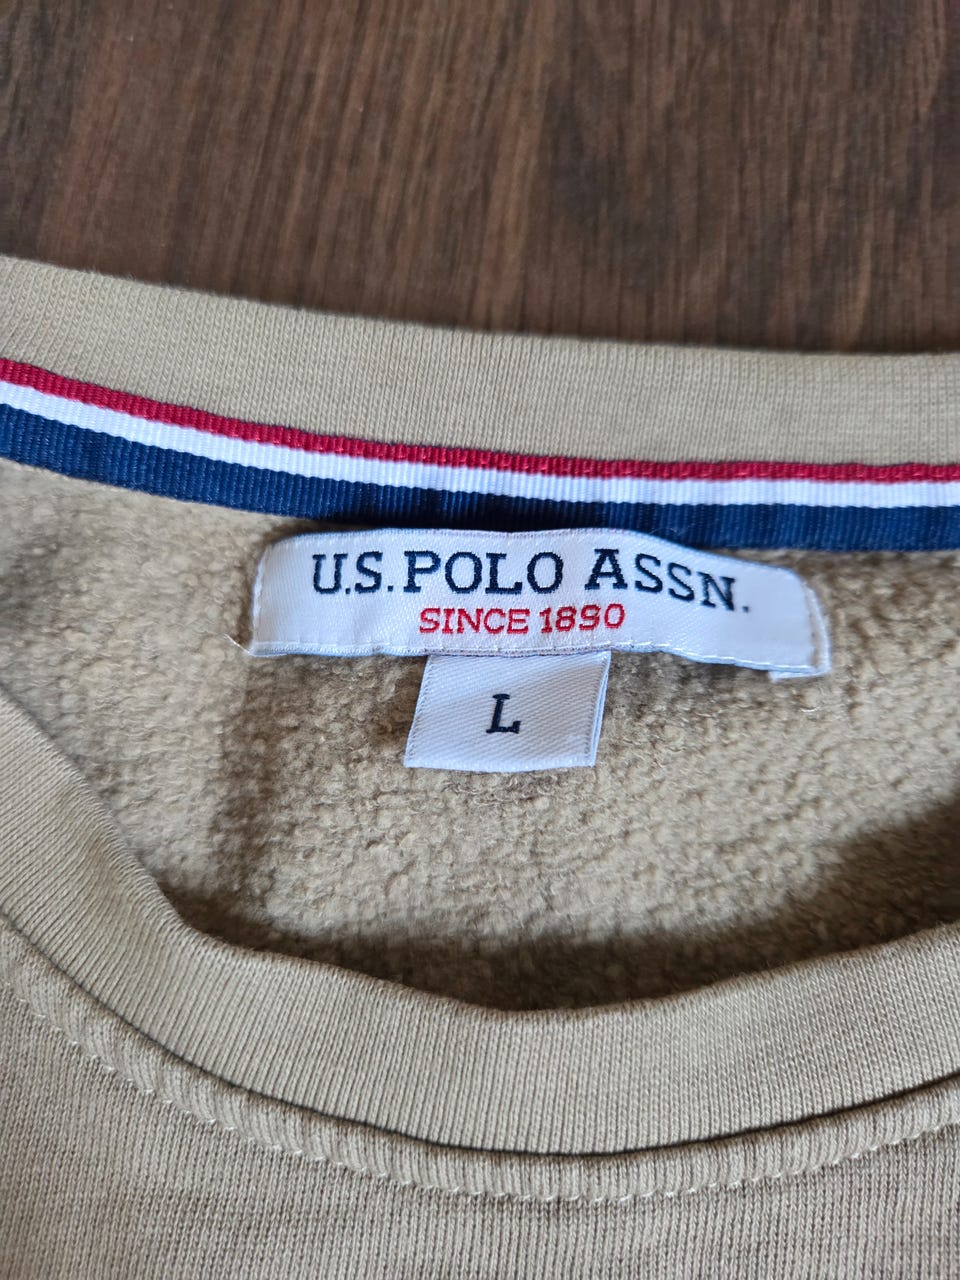 U.S. POLO ASSN.
SINCE 1890
L